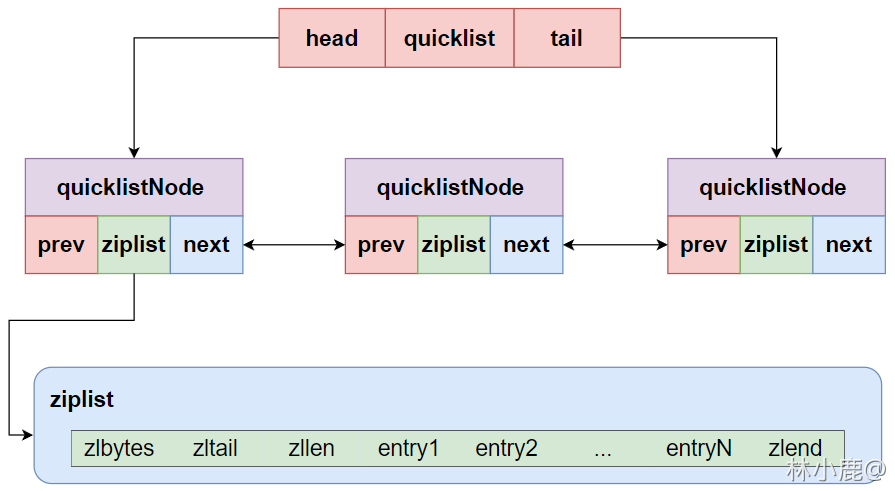 head quicklist tail
quicklistNode quicklistNode quicklistNode
prev ziplist next prev ziplist next prev ziplist next
ziplist
zlbytes zltail zllen entry1 entry2 ... entryN zlend
林小鹿@